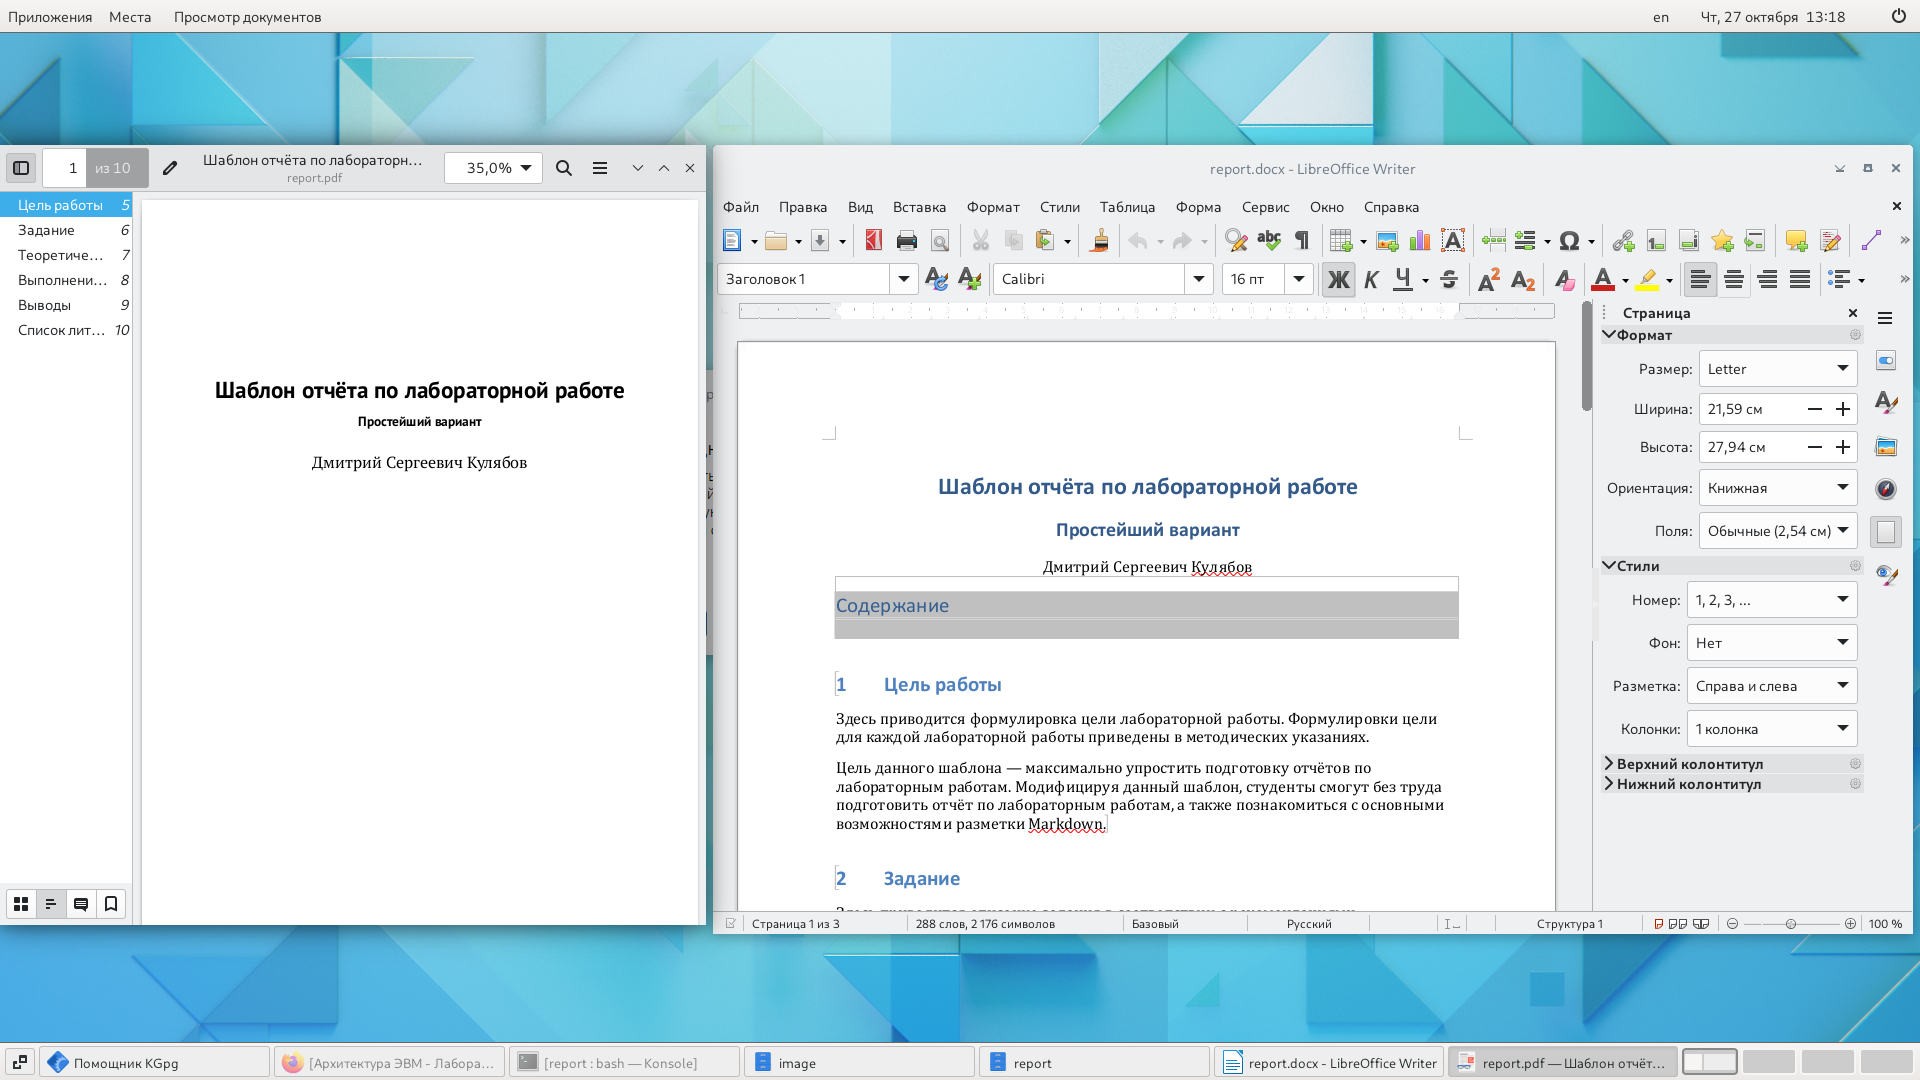 Приложения Места Просмотр документов en Чт, 27 октября 13:18
1 из 10 Шаблон отчёта по лабораторн... 35,0%
report.pdf
Цель работы 5
Задание 6
Теоретиче... 7
Выполнени... 8
Выводы 9
Список лит... 10
Шаблон отчёта по лабораторной работе
Простейший вариант
Дмитрий Сергеевич Кулябов
report.docx - LibreOffice Writer
Файл Правка Вид Вставка Формат Стили Таблица Форма Сервис Окно Справка
Заголовок 1 Calibri 16 пт Ж К Ч S
Шаблон отчёта по лабораторной работе
Простейший вариант
Дмитрий Сергеевич Кулябов
Содержание
1 Цель работы
Здесь приводится формулировка цели лабораторной работы. Формулировки цели
для каждой лабораторной работы приведены в методических указаниях.
Цель данного шаблона — максимально упростить подготовку отчётов по
лабораторным работам. Модифицируя данный шаблон, студенты смогут без труда
подготовить отчёт по лабораторным работам, а также познакомиться с основными
возможностями разметки Markdown.
2 Задание
Страница
Формат
Размер: Letter
Ширина: 21,59 см
Высота: 27,94 см
Ориентация: Книжная
Поля: Обычные (2,54 см)
Стили
Номер: 1, 2, 3, ...
Фон: Нет
Разметка: Справа и слева
Колонки: 1 колонка
Верхний колонтитул
Нижний колонтитул
Страница 1 из 3 288 слов, 2 176 символов Базовый Русский Структура 1 100 %
Помощник KGpg [Архитектура ЭВМ - Лабора... [report : bash — Konsole] image report report.docx - LibreOffice Writer report.pdf — Шаблон отчёт...